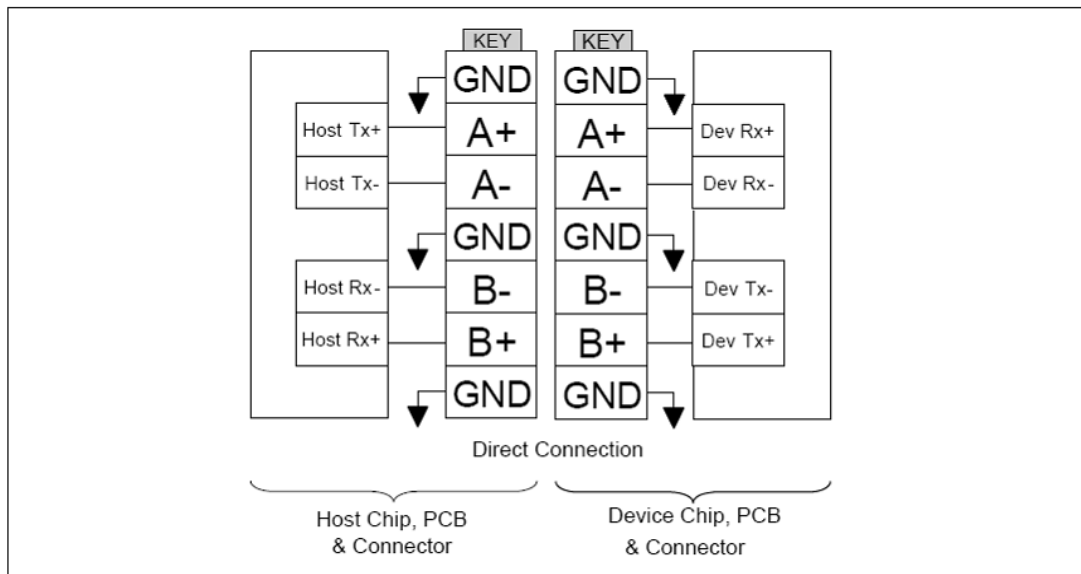 KEY KEY
GND GND
Host Tx+ A+ A+ Dev Rx+
Host Tx- A- A- Dev Rx-
GND GND
Host Rx- B- B- Dev Tx-
Host Rx+ B+ B+ Dev Tx+
GND GND
Direct Connection
Host Chip, PCB
& Connector
Device Chip, PCB
& Connector